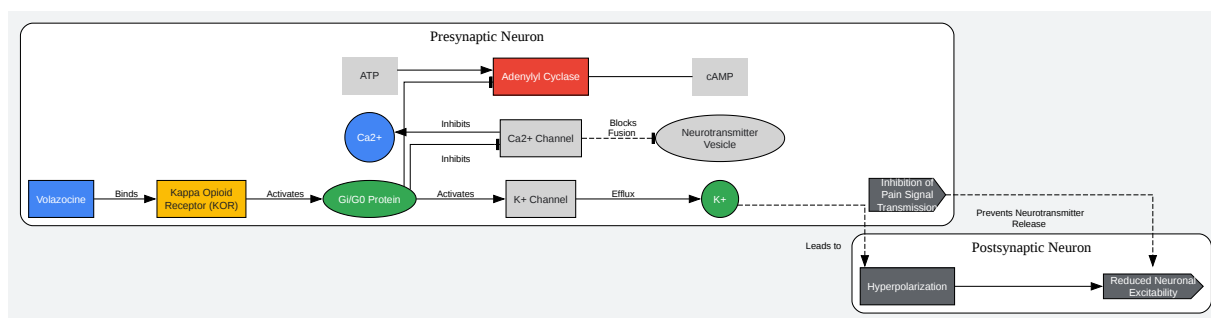 Presynaptic Neuron
ATP
Adenylyl Cyclase
cAMP
Ca2+
Inhibits
Ca2+ Channel
Blocks
Fusion
Neurotransmitter
Vesicle
Inhibits
Volazocine
Binds
Kappa Opioid
Receptor (KOR)
Activates
Gi/G0 Protein
Activates
K+ Channel
Efflux
K+
Inhibition of
Pain Signal
Transmission
Prevents Neurotransmitter
Release
Leads to
Postsynaptic Neuron
Hyperpolarization
Reduced Neuronal
Excitability